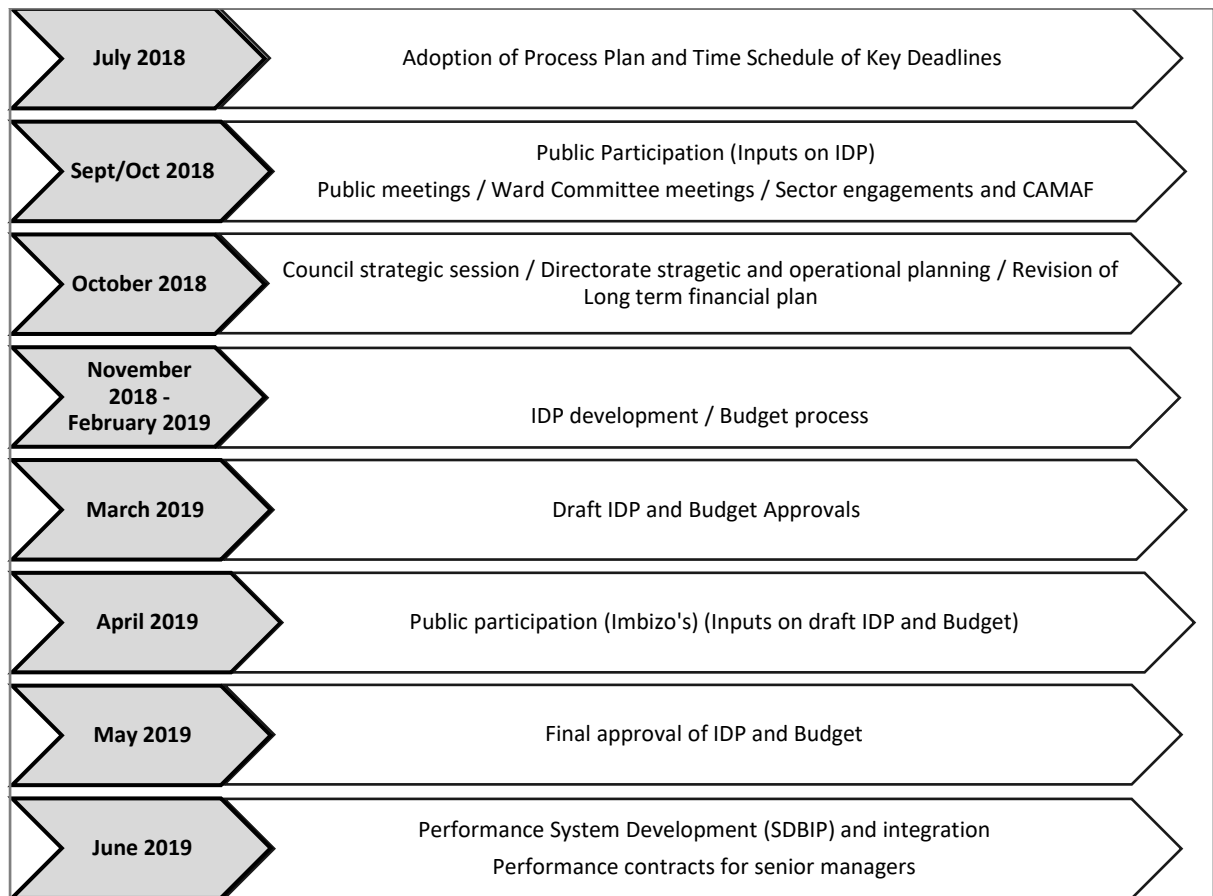 July 2018
Adoption of Process Plan and Time Schedule of Key Deadlines
Sept/Oct 2018
Public Participation (Inputs on IDP)
Public meetings / Ward Committee meetings / Sector engagements and CAMAF
October 2018
Council strategic session / Directorate stragetic and operational planning / Revision of
Long term financial plan
November
2018 -
February 2019
IDP development / Budget process
March 2019
Draft IDP and Budget Approvals
April 2019
Public participation (Imbizo's) (Inputs on draft IDP and Budget)
May 2019
Final approval of IDP and Budget
June 2019
Performance System Development (SDBIP) and integration
Performance contracts for senior managers